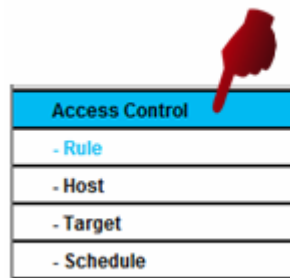 Access Control
- Rule
- Host
- Target
- Schedule